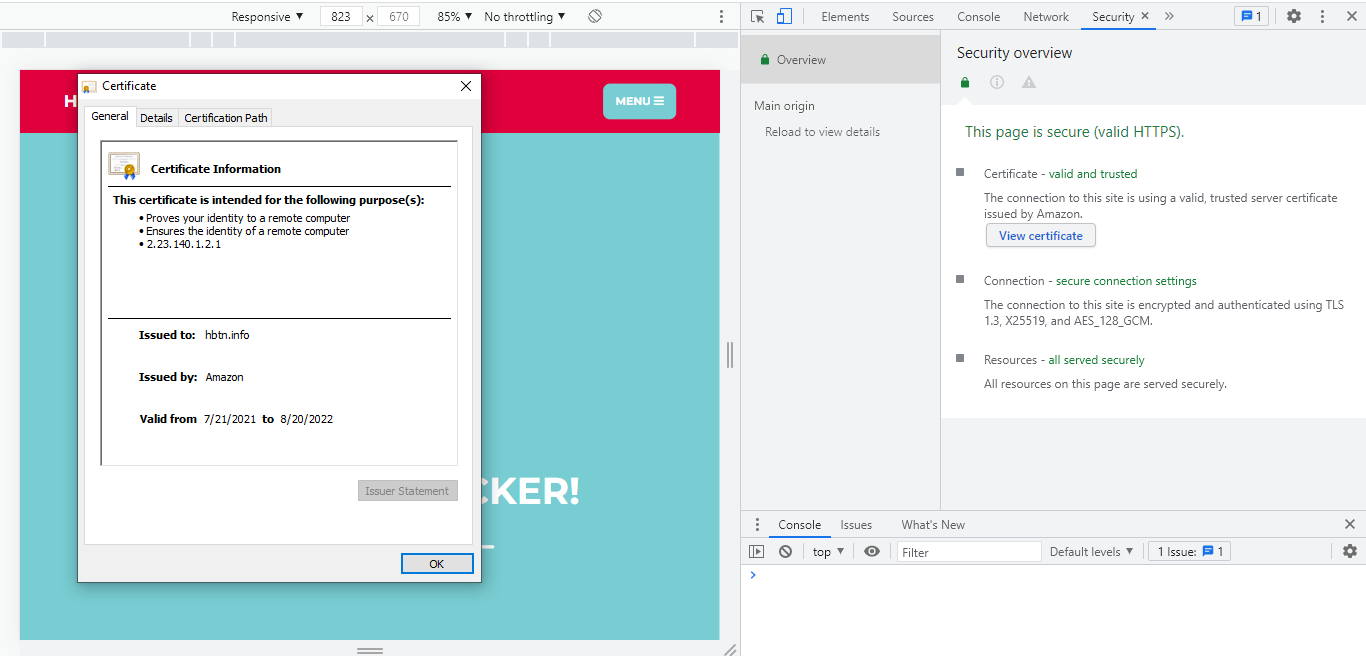 Responsive ▼ 823 × 670 85% ▼ No throttling ▼
Elements Sources Console Network Security × » 1
Overview
Main origin
Reload to view details
Security overview
This page is secure (valid HTTPS).
Certificate - valid and trusted
The connection to this site is using a valid, trusted server certificate
issued by Amazon.
View certificate
Connection - secure connection settings
The connection to this site is encrypted and authenticated using TLS
1.3, X25519, and AES_128_GCM.
Resources - all served securely
All resources on this page are served securely.
H
MENU ☰
CKER!
Certificate
General Details Certification Path
Certificate Information
This certificate is intended for the following purpose(s):
• Proves your identity to a remote computer
• Ensures the identity of a remote computer
• 2.23.140.1.2.1
Issued to: hbtn.info
Issued by: Amazon
Valid from 7/21/2021 to 8/20/2022
Issuer Statement
OK
Console Issues What's New
top ▼ Filter Default levels ▼ 1 Issue: 1